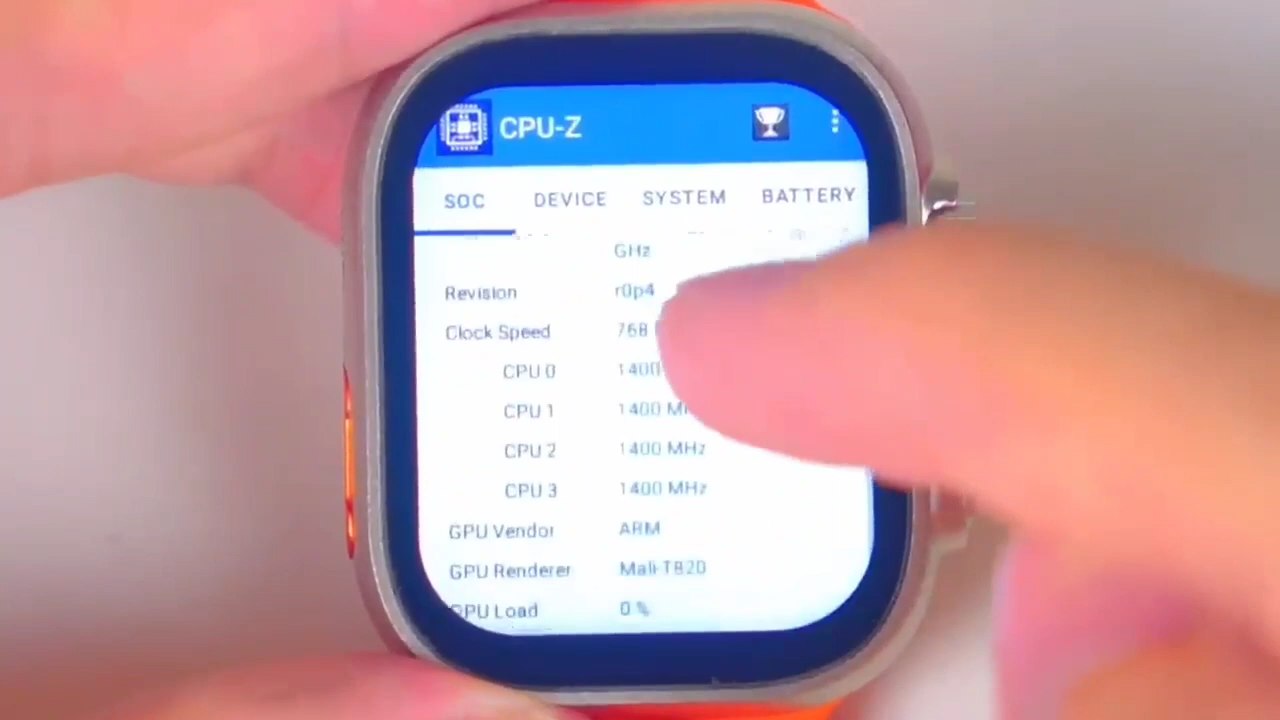 CPU-Z
SOC DEVICE SYSTEM BATTERY
GHz
Revision r0p4
Clock Speed 768
CPU 0 1400
CPU 1 1400 MHz
CPU 2 1400 MHz
CPU 3 1400 MHz
GPU Vendor ARM
GPU Renderer Mali-T820
GPU Load 0 %